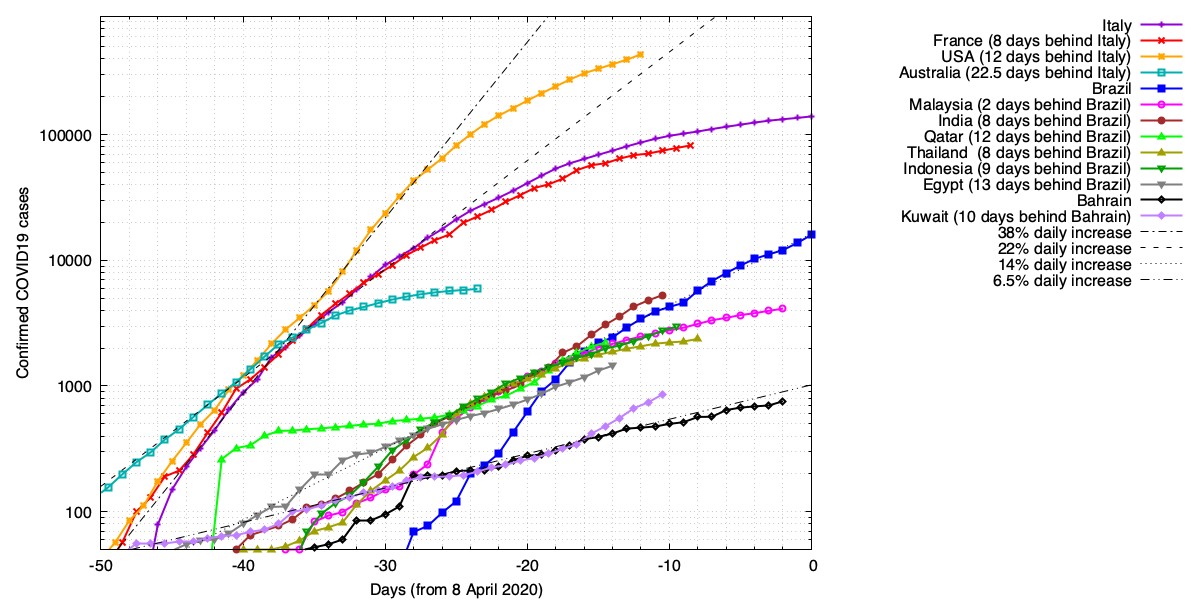 Confirmed COVID19 cases
100000
10000
1000
100
-50
-40
-30
-20
-10
0
Days (from 8 April 2020)
Italy
France (8 days behind Italy)
USA (12 days behind Italy)
Australia (22.5 days behind Italy)
Brazil
Malaysia (2 days behind Brazil)
India (8 days behind Brazil)
Qatar (12 days behind Brazil)
Thailand  (8 days behind Brazil)
Indonesia (9 days behind Brazil)
Egypt (13 days behind Brazil)
Bahrain
Kuwait (10 days behind Bahrain)
38% daily increase
22% daily increase
14% daily increase
6.5% daily increase